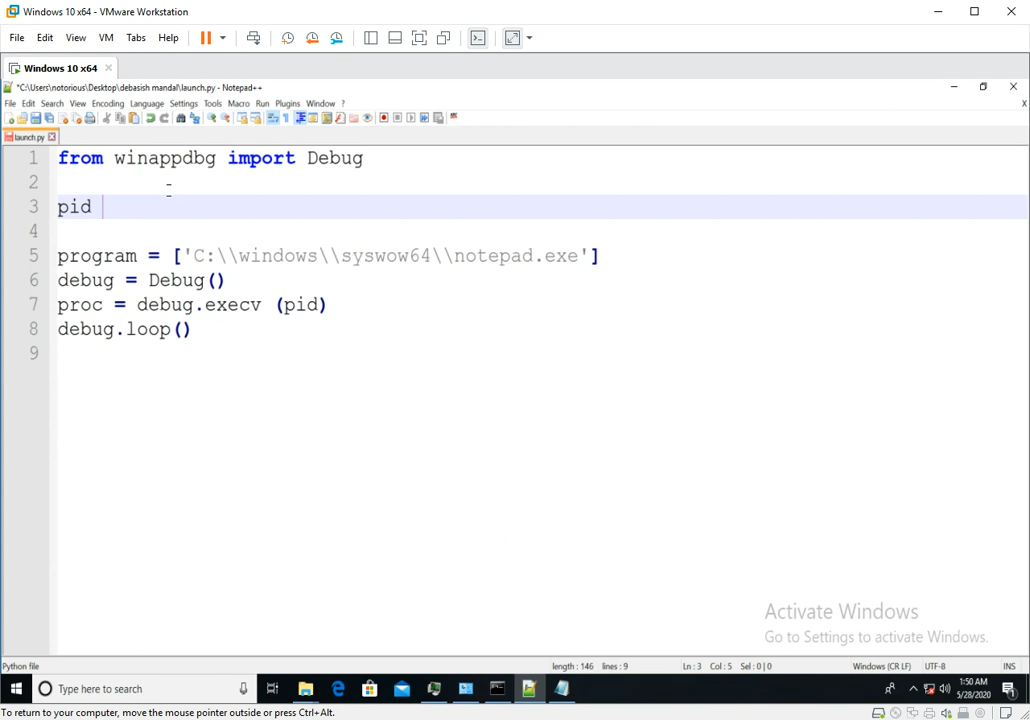 Windows 10 x64 - VMware Workstation
File Edit View VM Tabs Help
Windows 10 x64
*C:\Users\notorious\Desktop\debasish mandal\launch.py - Notepad++
File Edit Search View Encoding Language Settings Tools Macro Run Plugins Window ?
X
launch.py
1 from winappdbg import Debug
2
3 pid
4
5 program = ['C:\\windows\\syswow64\\notepad.exe']
6 debug = Debug()
7 proc = debug.execv (pid)
8 debug.loop()
9
Activate Windows
Go to Settings to activate Windows.
Python file length : 146 lines : 9 Ln : 3 Col : 5 Sel : 0 | 0 Windows (CR LF) UTF-8 INS
Type here to search
1:50 AM
5/28/2020
To return to your computer, move the mouse pointer outside or press Ctrl+Alt.